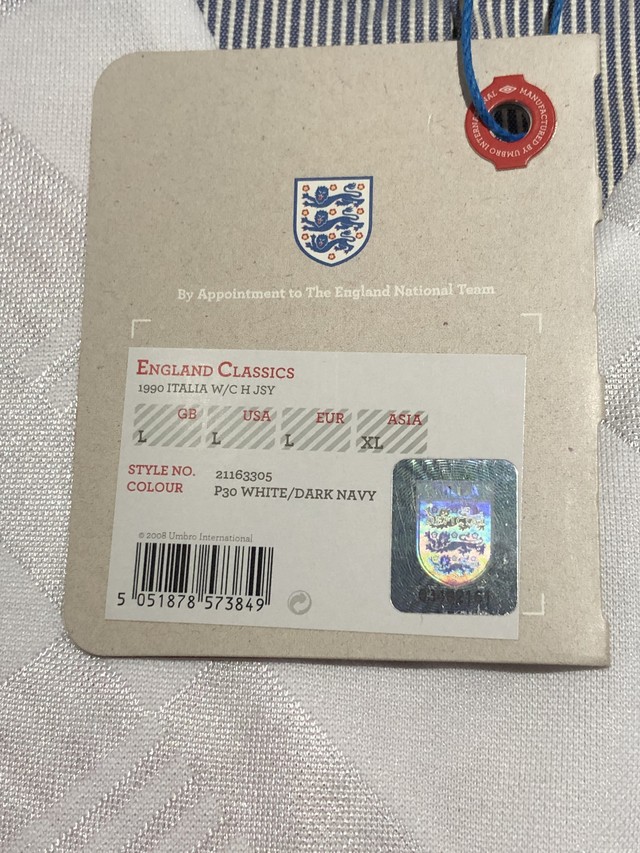 MANUFACTURED BY UMBRO
By Appointment to The England National Team
ENGLAND CLASSICS
1990 ITALIA W/C H JSY
GB USA EUR ASIA
L L L XL
STYLE NO. 21163305
COLOUR P30 WHITE/DARK NAVY
© 2008 Umbro International
5 051878 573849